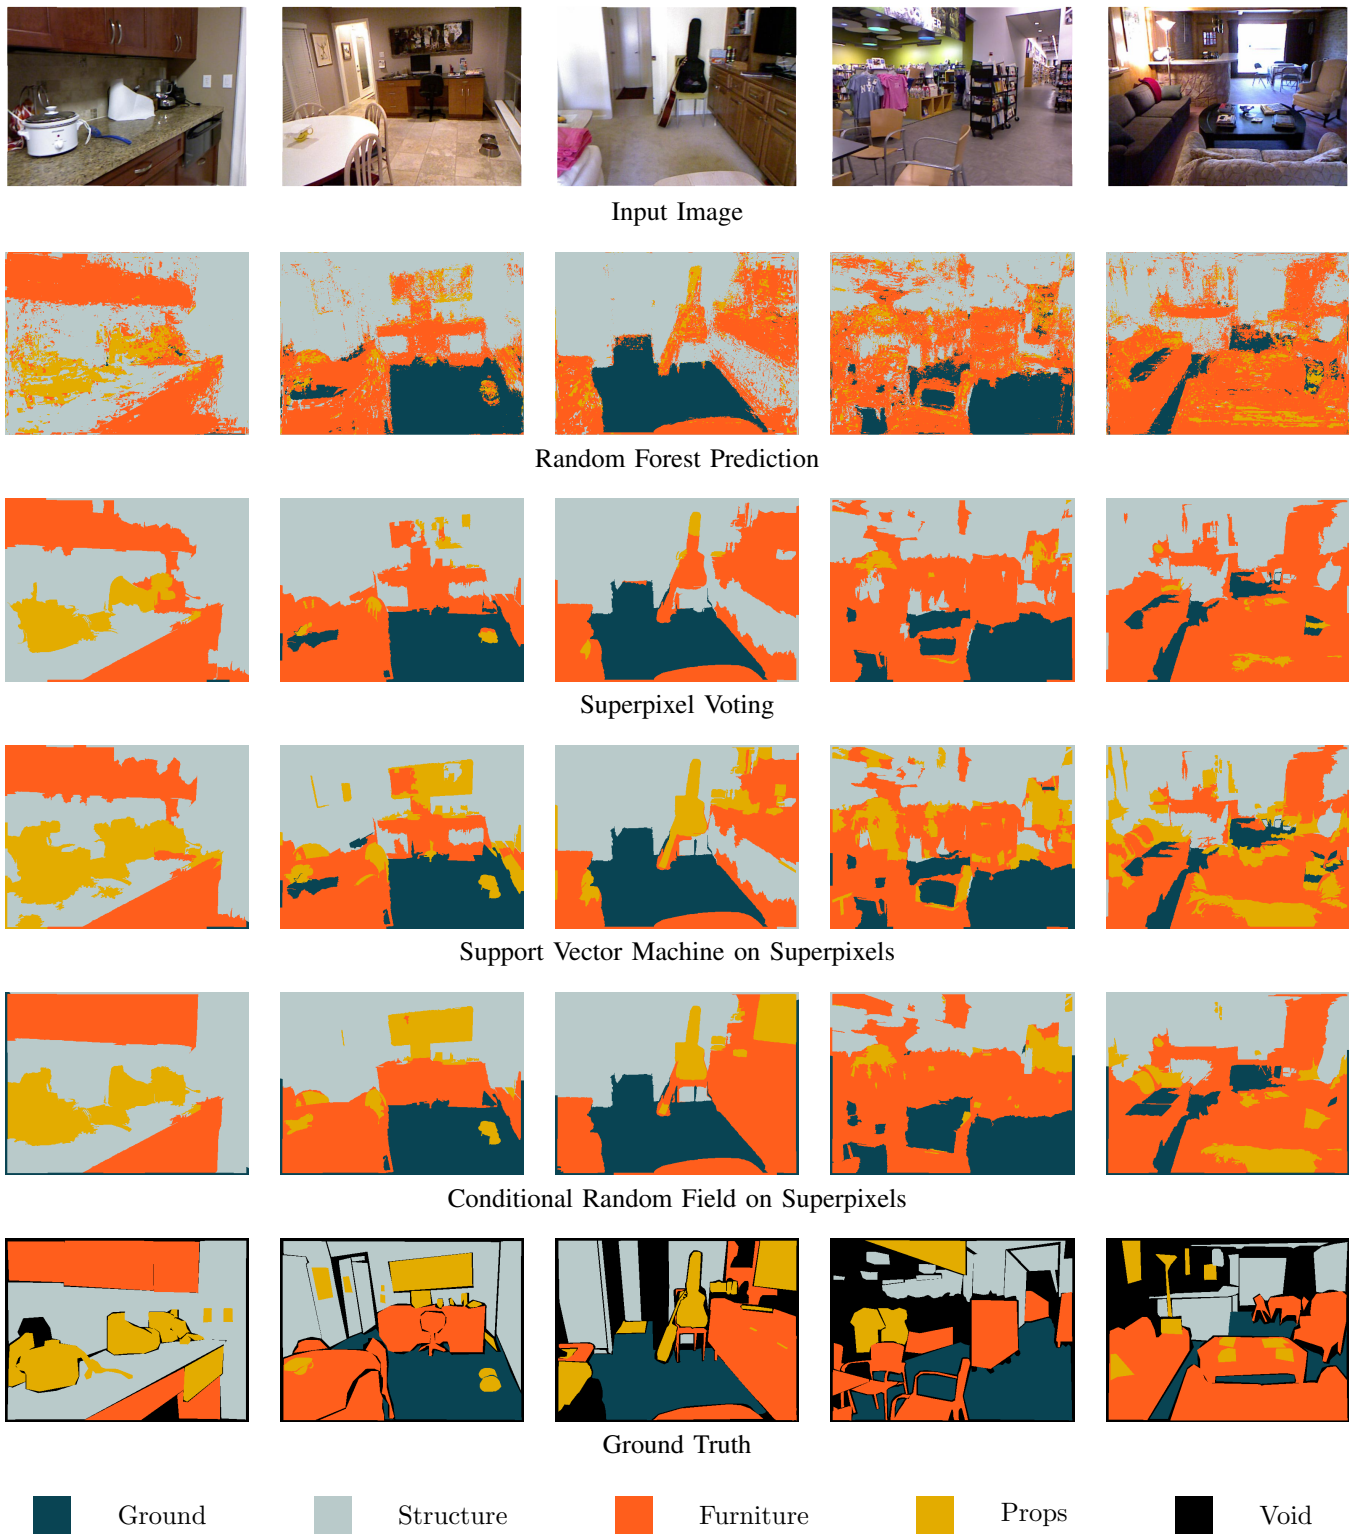 Input Image
Random Forest Prediction
Superpixel Voting
Support Vector Machine on Superpixels
Conditional Random Field on Superpixels
Ground Truth
Ground Structure Furniture Props Void